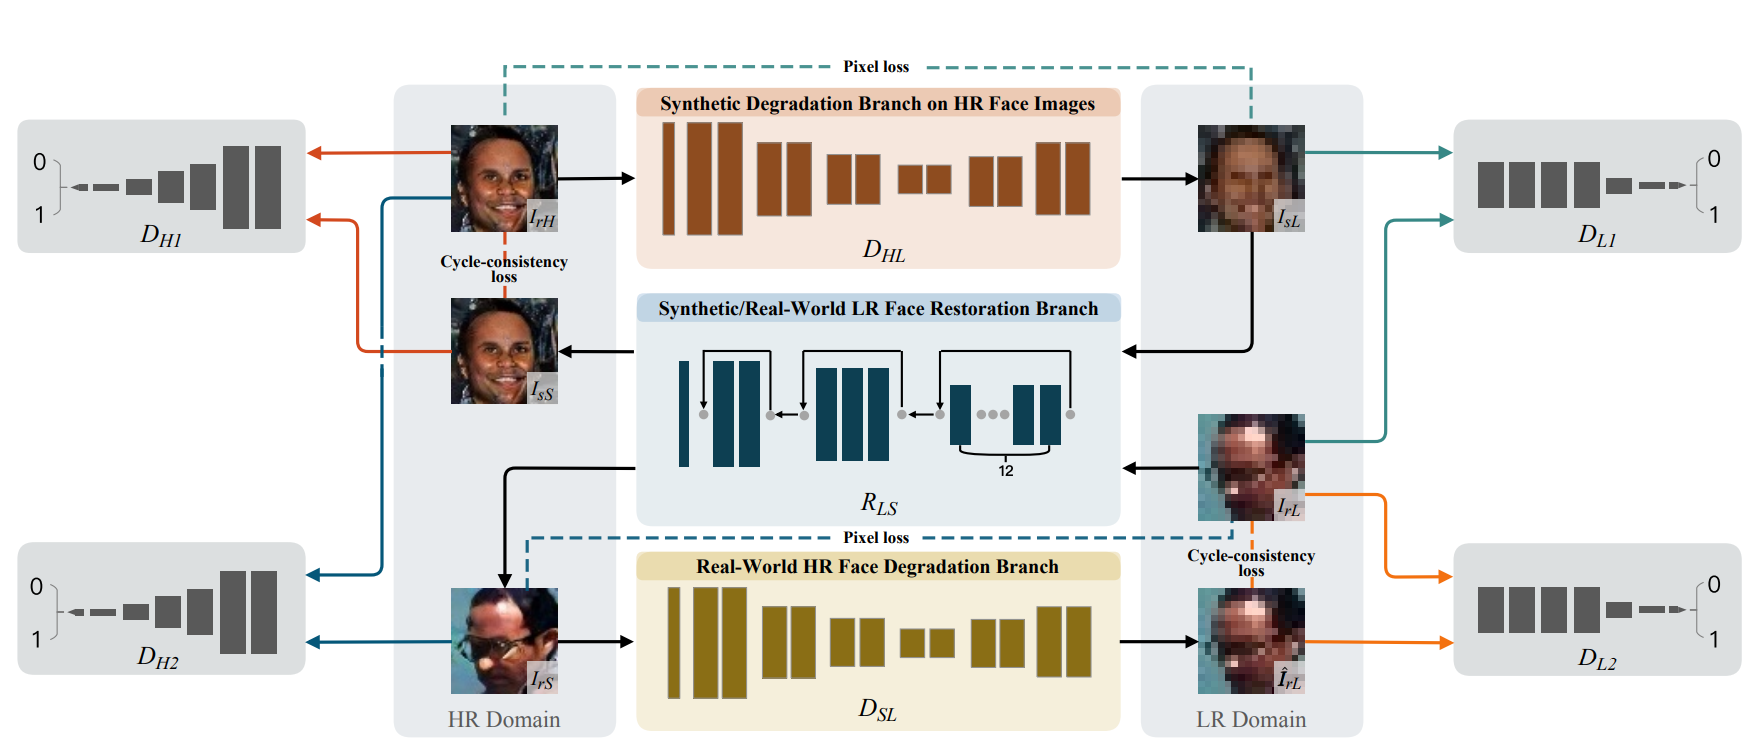 Pixel loss
Synthetic Degradation Branch on HR Face Images
0
1
D_{H1}
I_{rH}
D_{HL}
I_{sL}
0
1
D_{L1}
Cycle-consistency
loss
Synthetic/Real-World LR Face Restoration Branch
I_{sS}
12
R_{LS}
I_{rL}
Pixel loss
Cycle-consistency
loss
Real-World HR Face Degradation Branch
0
1
D_{H2}
I_{rS}
D_{SL}
Î_{rL}
0
1
D_{L2}
HR Domain
LR Domain